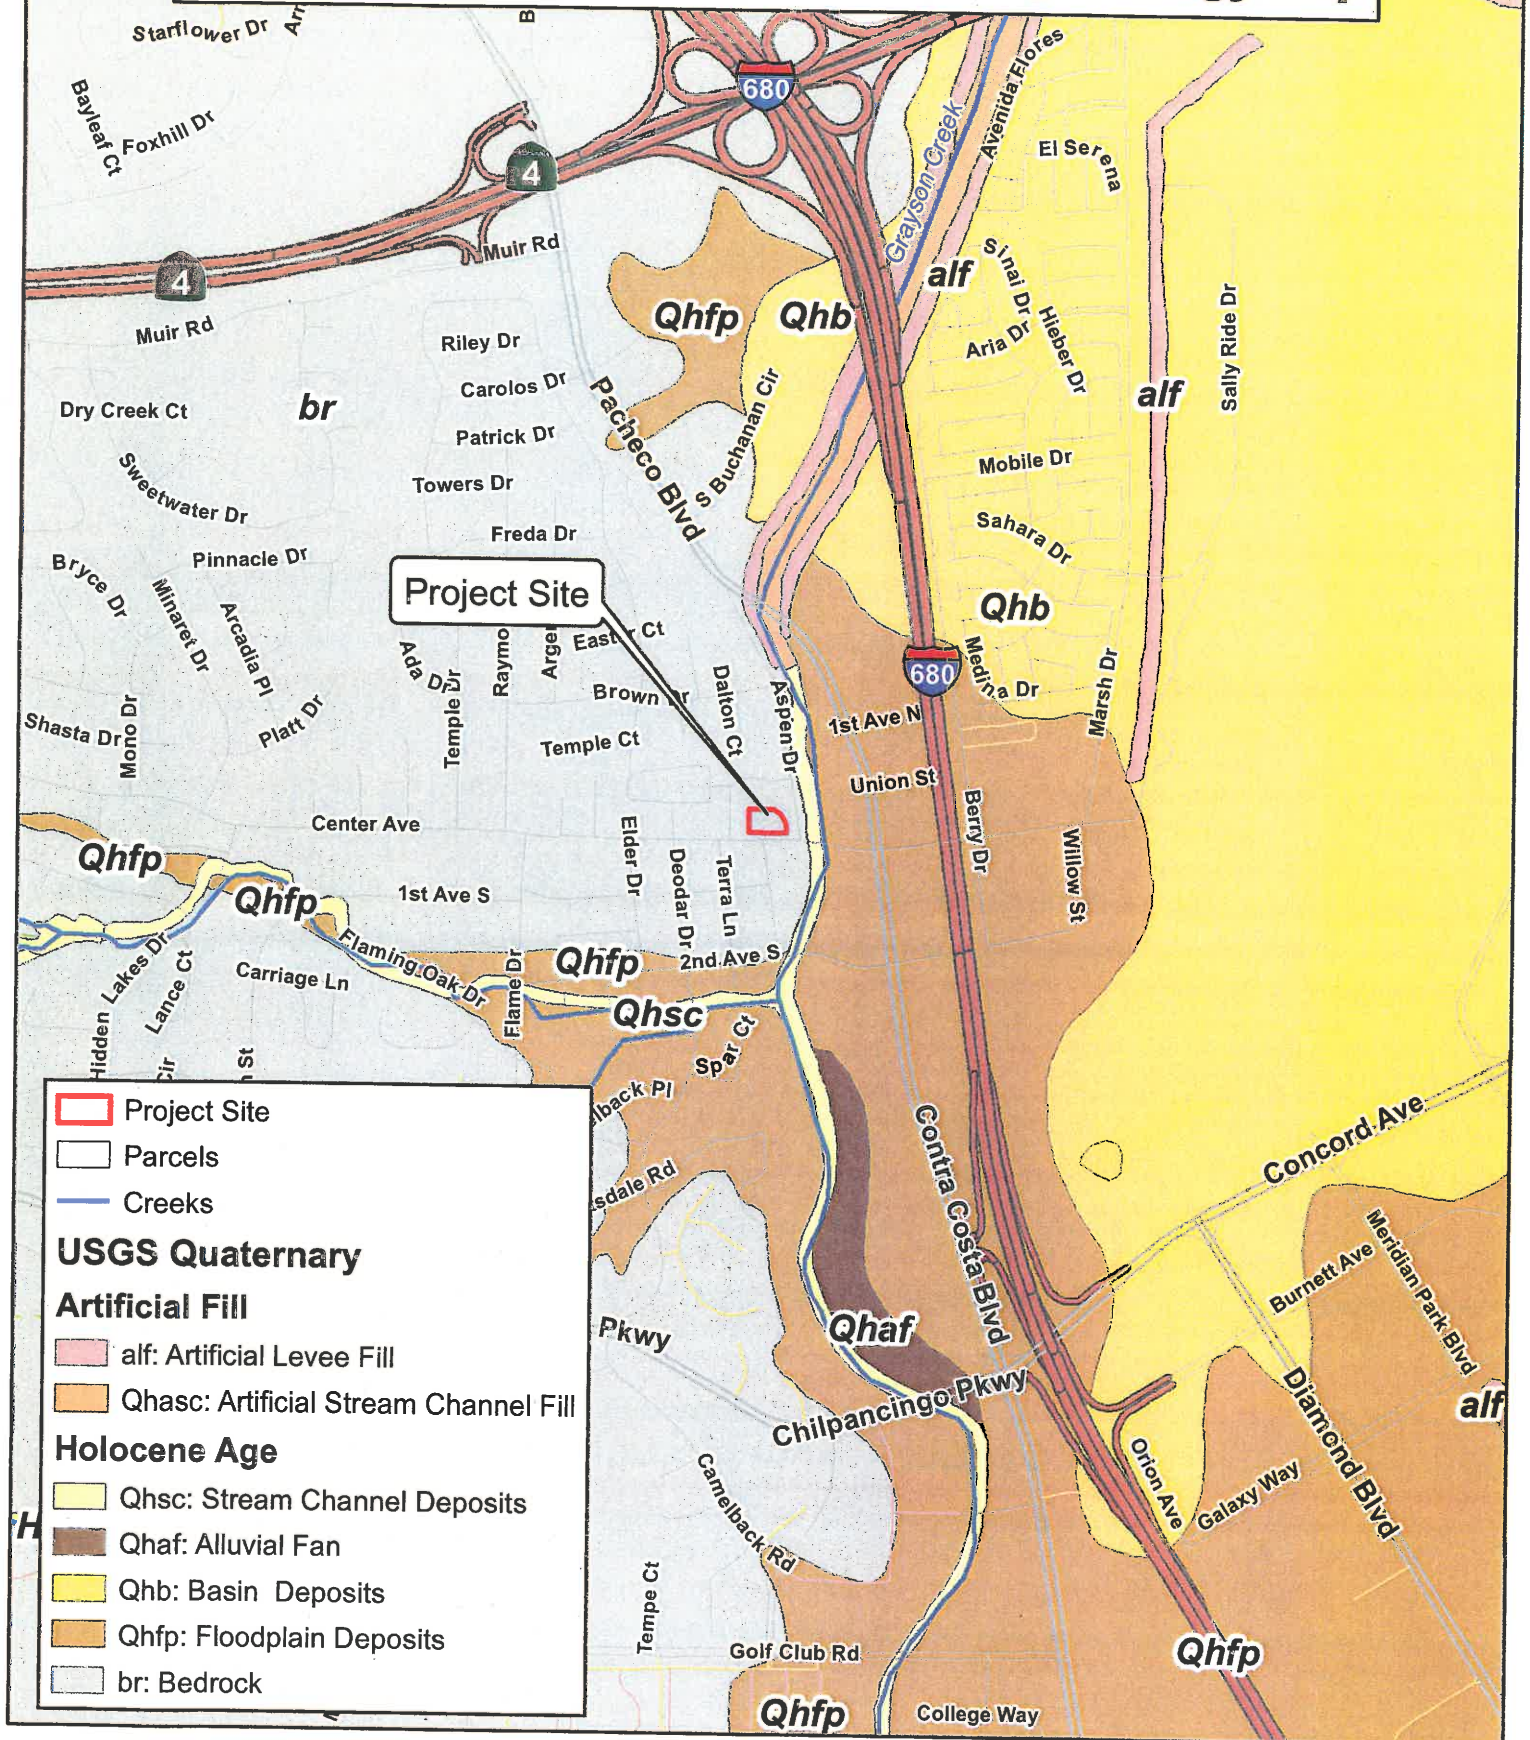 Starflower Dr
Bayleaf Ct
Foxhill Dr
680
4
Grayson Creek
Avenida Flores
El Serena
Muir Rd
4
Muir Rd
alf
Sinai Dr
Hieber Dr
Aria Dr
Sally Ride Dr
Qhfp
Qhb
Riley Dr
Carolos Dr
Dry Creek Ct
br
Pacheco Blvd
S Buchanan Cir
alf
Patrick Dr
Mobile Dr
Sweetwater Dr
Towers Dr
Freda Dr
Sahara Dr
Pinnacle Dr
Bryce Dr
Minaret Dr
Arcadia Pl
Project Site
Qhb
Easter Ct
Ada Dr
Temple Dr
Raymo
Arger
Brown Dr
Dalton Ct
Aspen Dr
680
Medina Dr
Marsh Dr
Shasta Dr
Mono Dr
Platt Dr
Temple Ct
1st Ave N
Union St
Berry Dr
Willow St
Center Ave
Elder Dr
Deodar Dr
Terra Ln
Qhfp
Qhfp
1st Ave S
Flaming Oak Dr
Qhfp
2nd Ave S
Hidden Lakes Dr
Lance Ct
Carriage Ln
Flame Dr
Qhsc
Spar Ct
Cir
St
lback Pl
sdale Rd
Contra Costa Blvd
Concord Ave
Meridian Park Blvd
Burnett Ave
Pkwy
Qhaf
Chilpancingo Pkwy
Diamond Blvd
alf
Orion Ave
Galaxy Way
Camelback Rd
Tempe Ct
Golf Club Rd
Qhfp
Qhfp
College Way
H
Project Site
Parcels
Creeks
USGS Quaternary
Artificial Fill
alf: Artificial Levee Fill
Qhasc: Artificial Stream Channel Fill
Holocene Age
Qhsc: Stream Channel Deposits
Qhaf: Alluvial Fan
Qhb: Basin Deposits
Qhfp: Floodplain Deposits
br: Bedrock